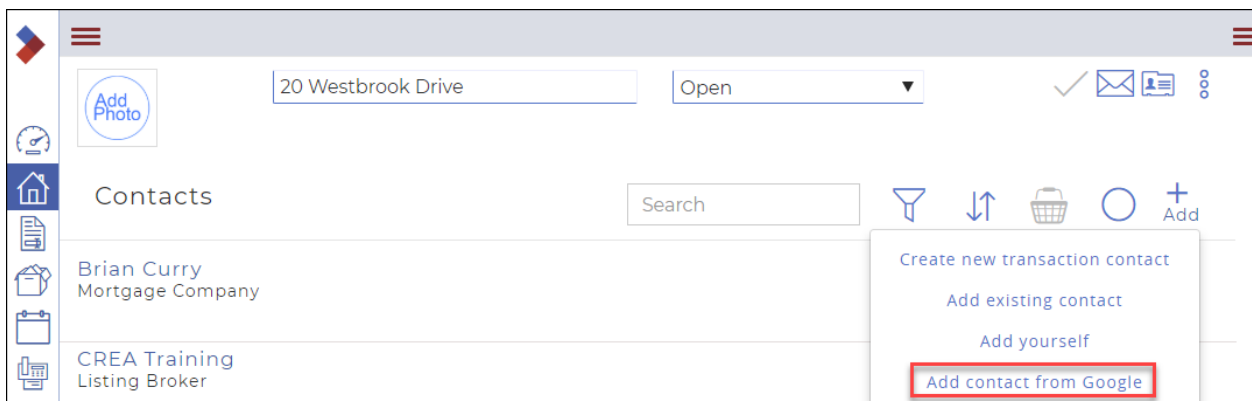 Add
Photo
20 Westbrook Drive
Open
Contacts
Search
Add
Create new transaction contact
Add existing contact
Add yourself
Add contact from Google
Brian Curry
Mortgage Company
CREA Training
Listing Broker